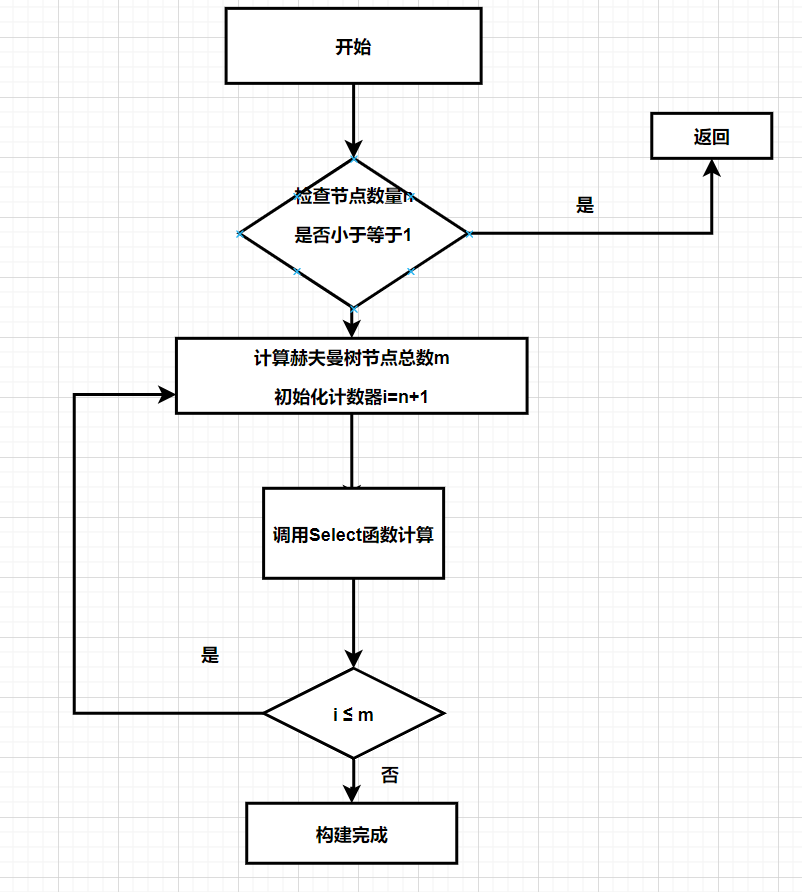 开始
返回
检查节点数量n
是否小于等于1
是
计算赫夫曼树节点总数m
初始化计数器i=n+1
调用Select函数计算
是
i ≤ m
否
构建完成